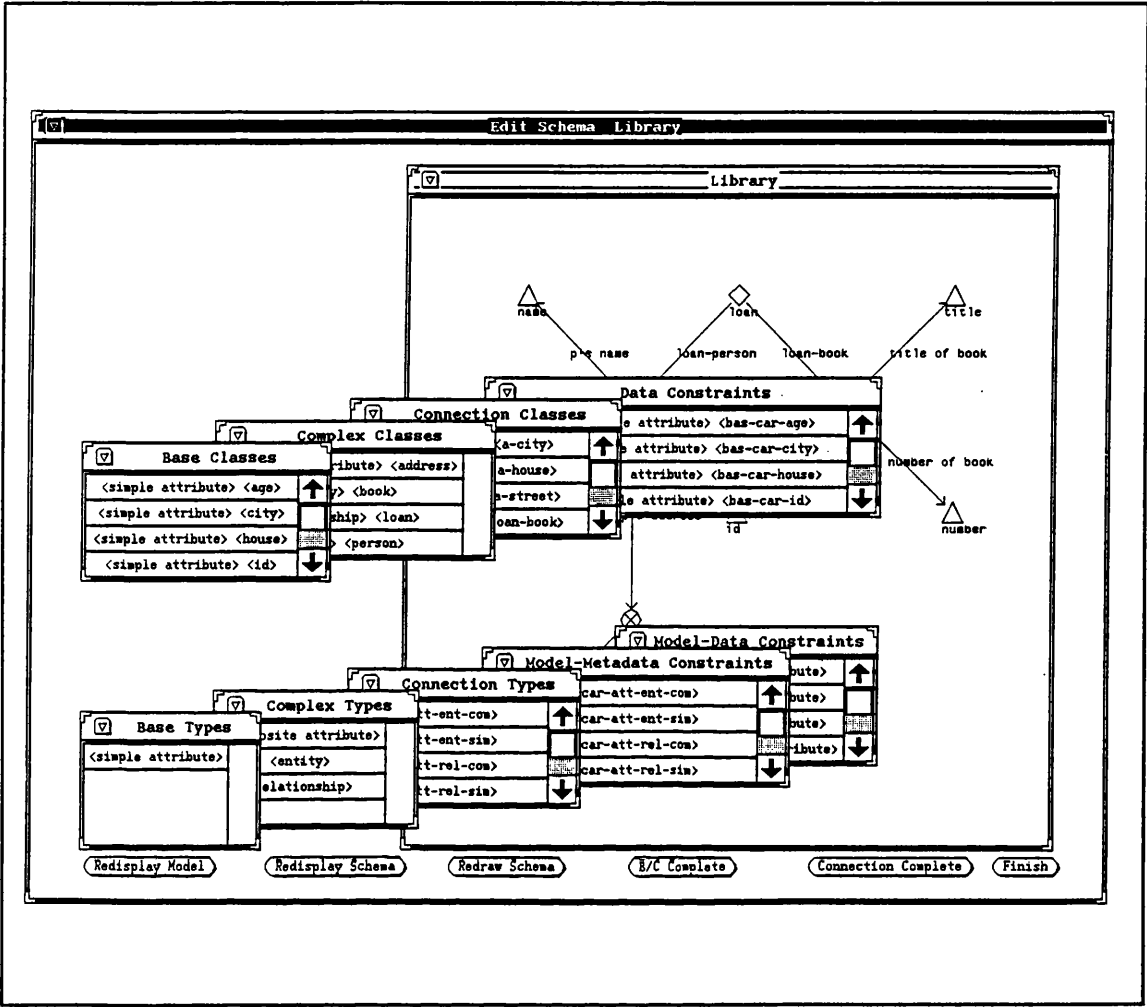 Edit Schema Library
Library
name
loan
title
p-e name
loan-person
loan-book
title of book
Data Constraints
e attribute> <bas-car-age>
e attribute> <bas-car-city>
attribute> <bas-car-house>
le attribute> <bas-car-id>
number of book
id
number
Connection Classes
<a-city>
a-house>
a-street>
oan-book>
Complex Classes
ribute> <address>
y> <book>
ship> <loan>
> <person>
Base Classes
<simple attribute> <age>
<simple attribute> <city>
<simple attribute> <house>
<simple attribute> <id>
Model-Data Constraints
bute>
bute>
bute>
ribute>
Model-Metadata Constraints
car-att-ent-com>
car-att-ent-sim>
car-att-rel-com>
car-att-rel-sim>
Connection Types
tt-ent-com>
tt-ent-sim>
tt-rel-com>
tt-rel-sim>
Complex Types
osite attribute>
<entity>
elationship>
Base Types
<simple attribute>
Redisplay Model
Redisplay Schema
Redraw Schema
B/C Complete
Connection Complete
Finish